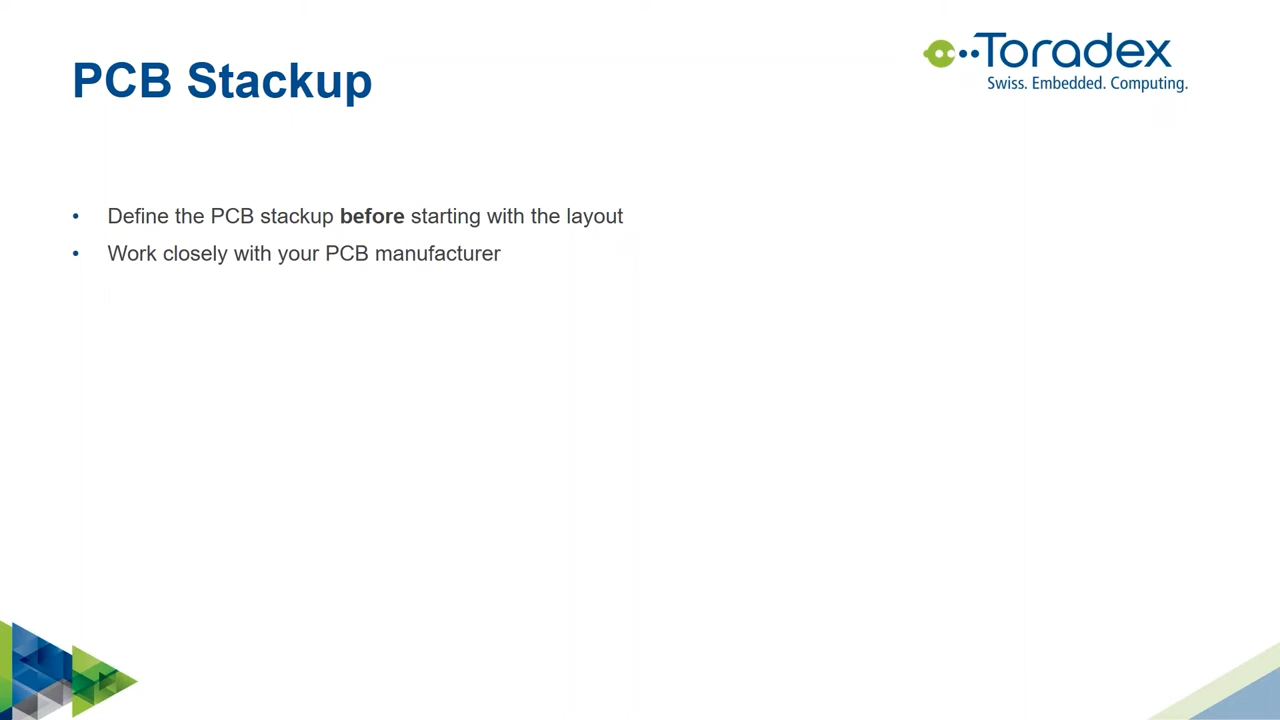 PCB Stackup
Toradex
Swiss. Embedded. Computing.
• Define the PCB stackup before starting with the layout
• Work closely with your PCB manufacturer